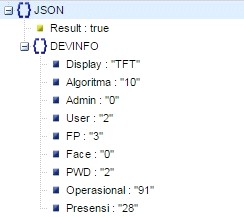 JSON
Result : true
DEVINFO
Display : "TFT"
Algoritma : "10"
Admin : "0"
User : "2"
FP : "3"
Face : "0"
PWD : "2"
Operasional : "91"
Presensi : "28"